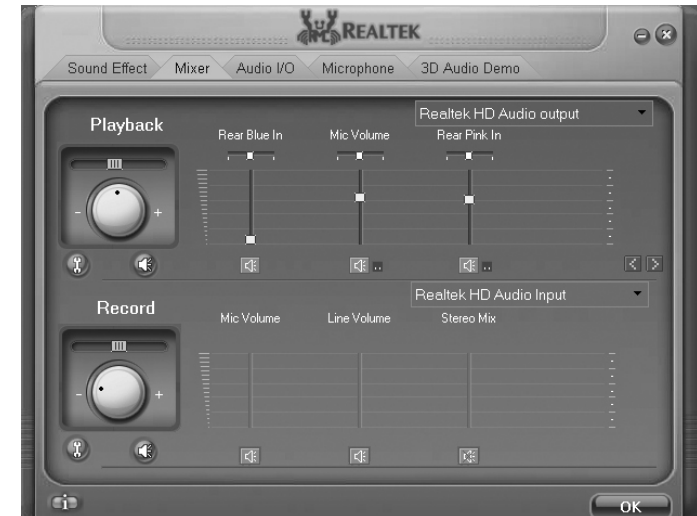 REALTEK
Sound Effect Mixer Audio I/O Microphone 3D Audio Demo
Realtek HD Audio output
Playback
Rear Blue In Mic Volume Rear Pink In
- +
Realtek HD Audio Input
Record
Mic Volume Line Volume Stereo Mix
- +
i
OK